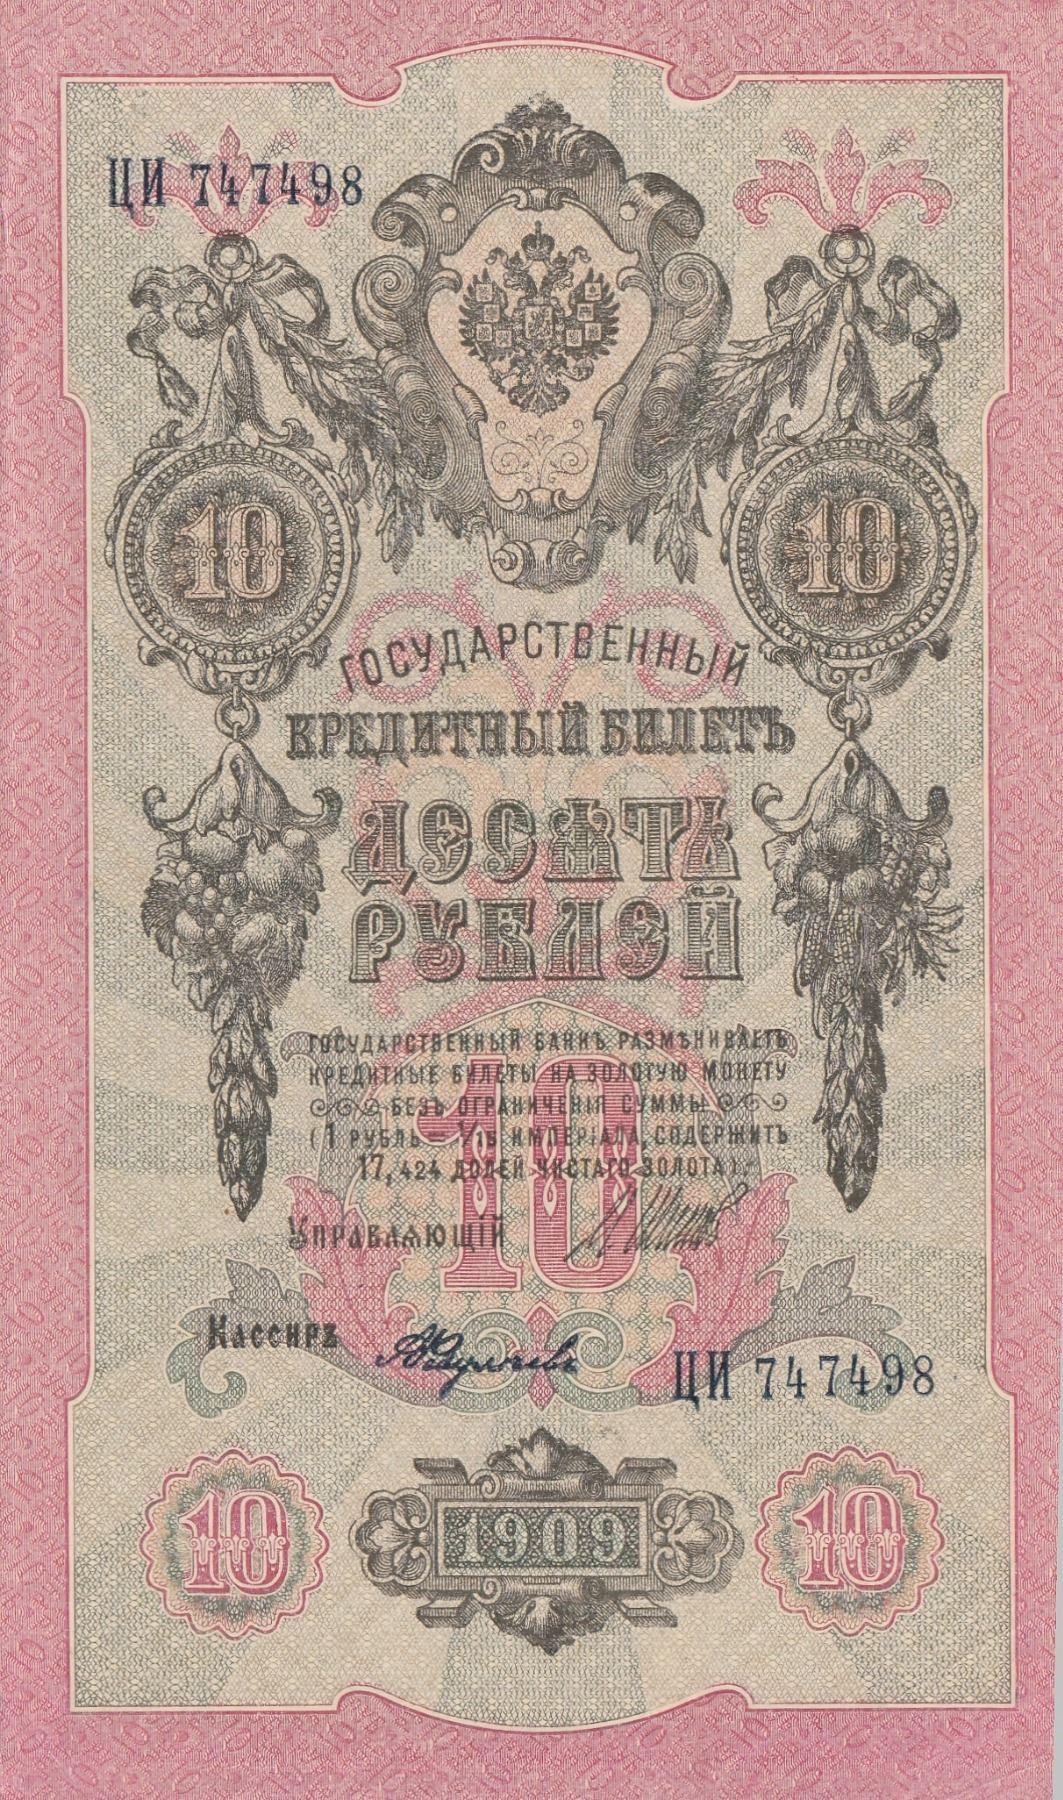 ЦИ 747498
10 10
ГОСУДАРСТВЕННЫЙ
КРЕДИТНЫЙ БИЛЕТЪ
ДЕСЯТЬ
РУБЛЕЙ
ГОСУДАРСТВЕННЫЙ БАНКЪ РАЗМѢНИВАЕТЪ
КРЕДИТНЫЕ БИЛЕТЫ НА ЗОЛОТУЮ МОНЕТУ
БЕЗЪ ОГРАНИЧЕНІЯ СУММЫ
(1 РУБЛЬ = 1/15 ИМПЕРІАЛА, СОДЕРЖИТЪ
17,424 ДОЛЕЙ ЧИСТАГО ЗОЛОТА).
10
УПРАВЛЯЮЩІЙ
КАССИРЪ
ЦИ 747498
10 1909 10